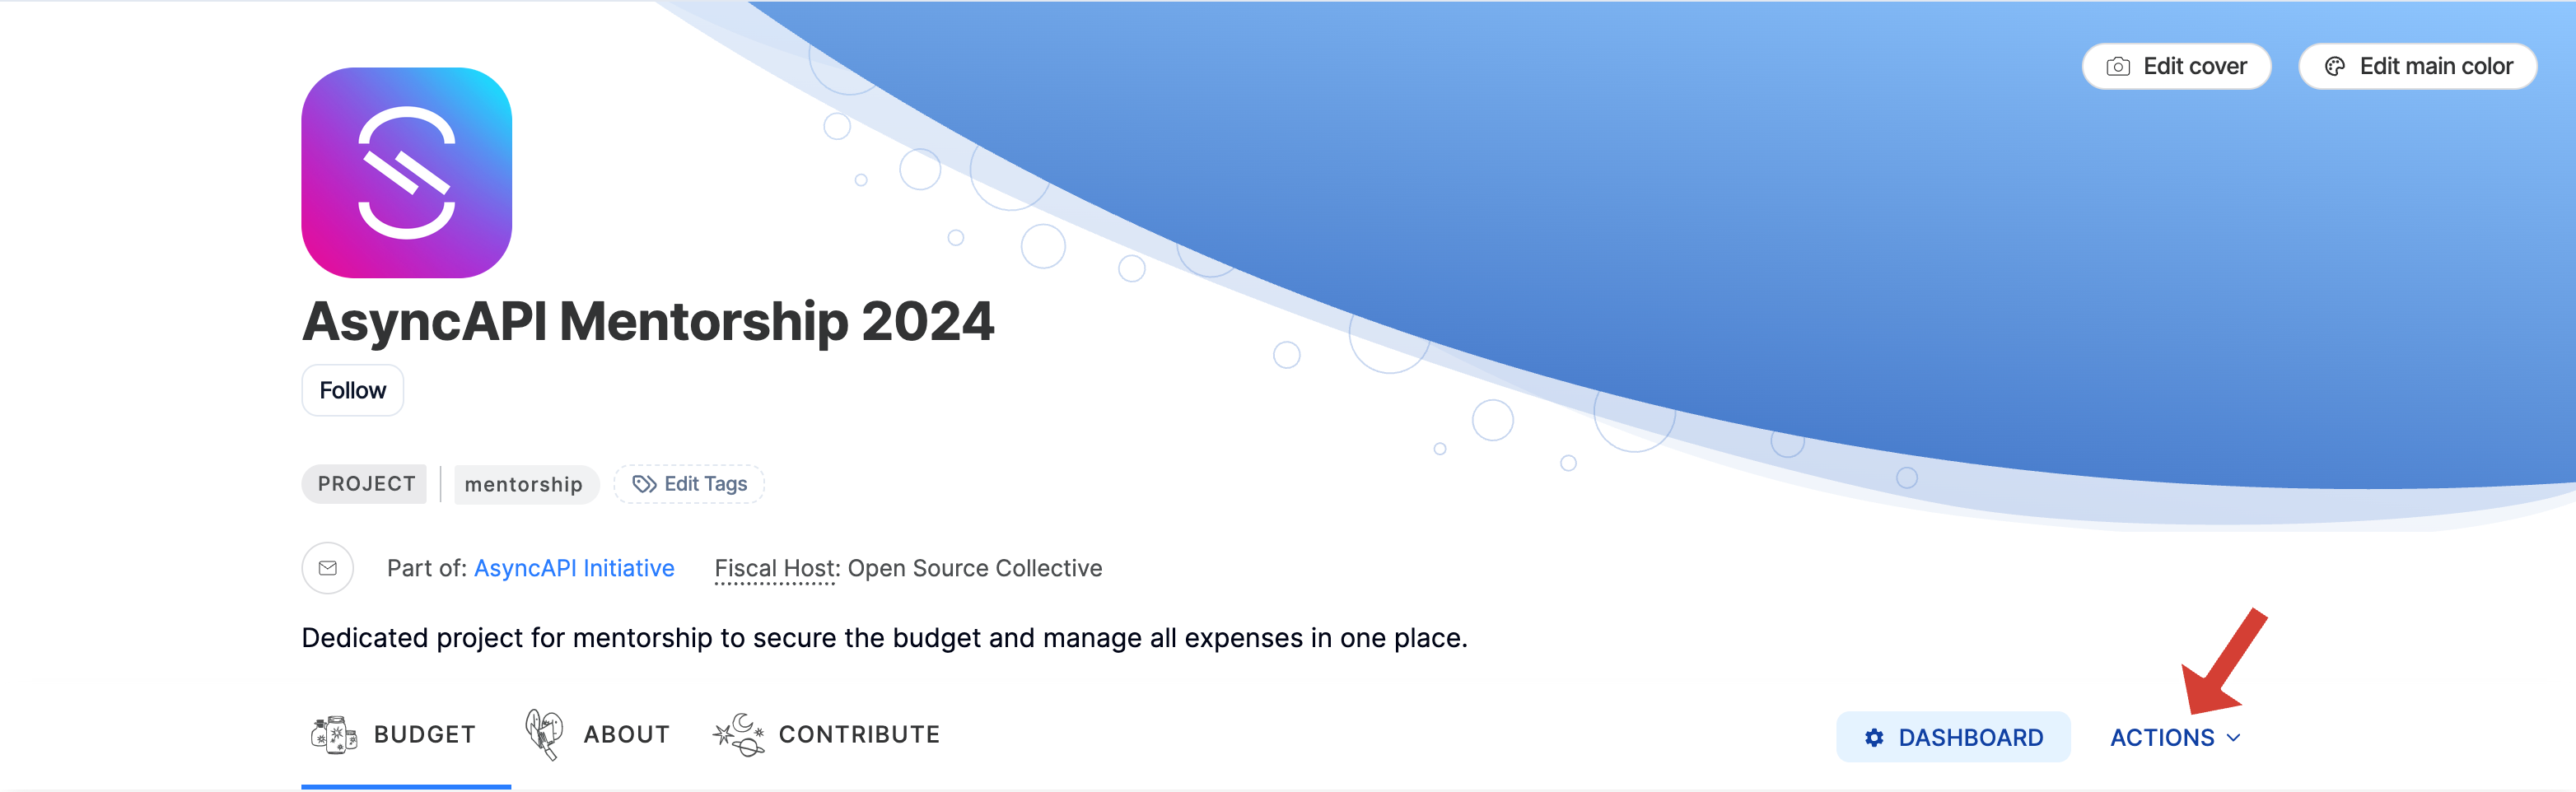 Edit cover
Edit main color
AsyncAPI Mentorship 2024
Follow
PROJECT
mentorship
Edit Tags
Part of: AsyncAPI Initiative
Fiscal Host: Open Source Collective
Dedicated project for mentorship to secure the budget and manage all expenses in one place.
BUDGET
ABOUT
CONTRIBUTE
DASHBOARD
ACTIONS